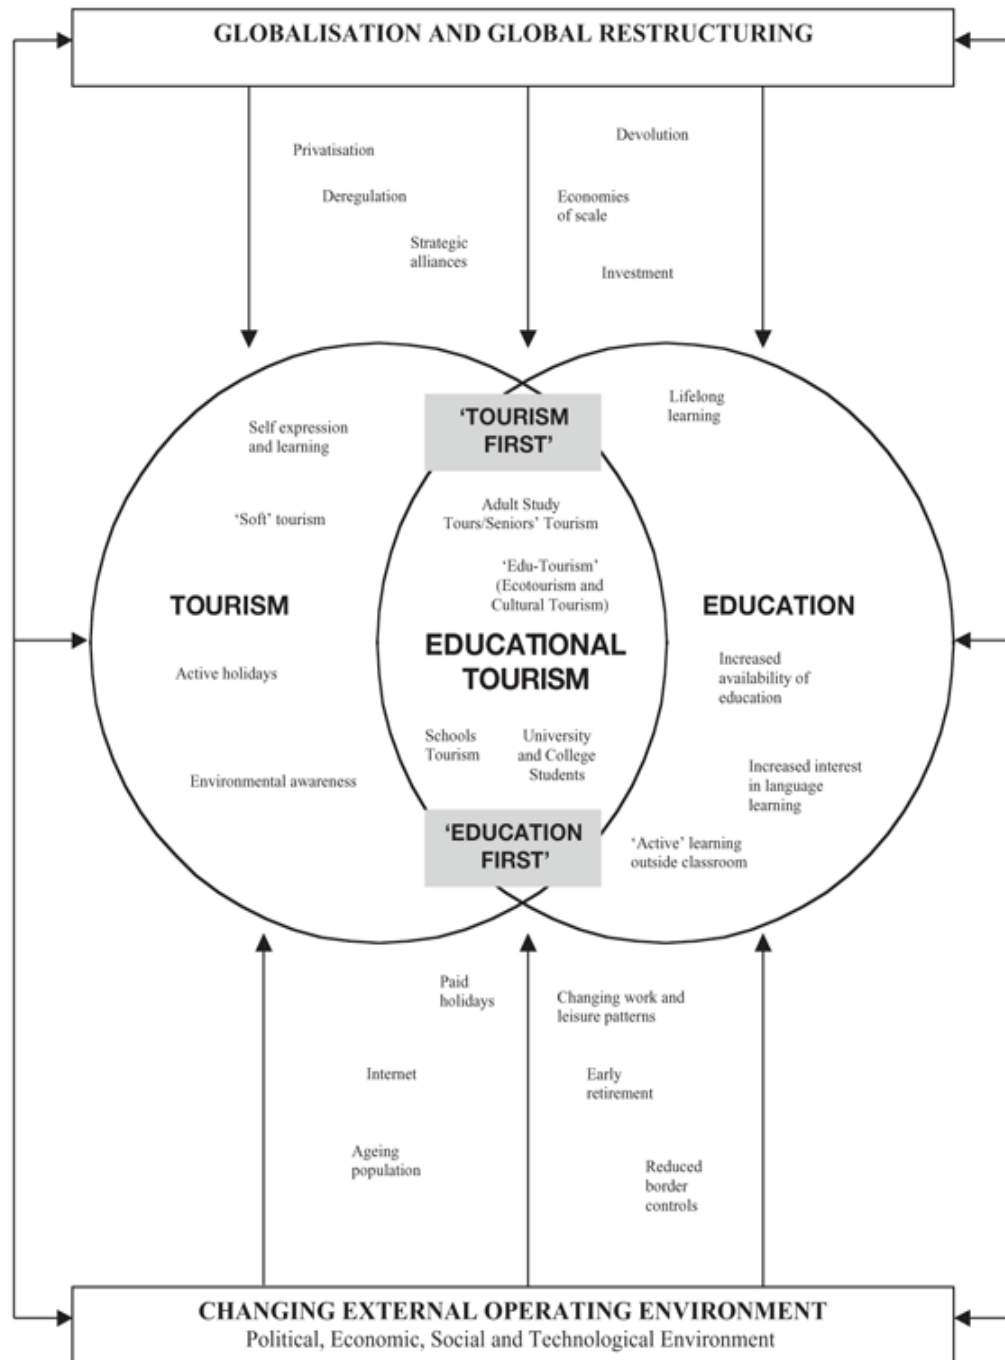 GLOBALISATION AND GLOBAL RESTRUCTURING
Devolution
Privatisation
Deregulation
Economies
of scale
Strategic
alliances
Investment
'TOURISM
FIRST'
Lifelong
learning
Self expression
and learning
'Soft' tourism
Adult Study
Tours/Seniors' Tourism
'Edu-Tourism'
(Ecotourism and
Cultural Tourism)
TOURISM
EDUCATION
EDUCATIONAL
TOURISM
Active holidays
Increased
availability of
education
Schools
Tourism
University
and College
Students
Environmental awareness
Increased interest
in language
learning
'EDUCATION
FIRST'
'Active' learning
outside classroom
Paid
holidays
Changing work and
leisure patterns
Internet
Early
retirement
Ageing
population
Reduced
border
controls
CHANGING EXTERNAL OPERATING ENVIRONMENT
Political, Economic, Social and Technological Environment